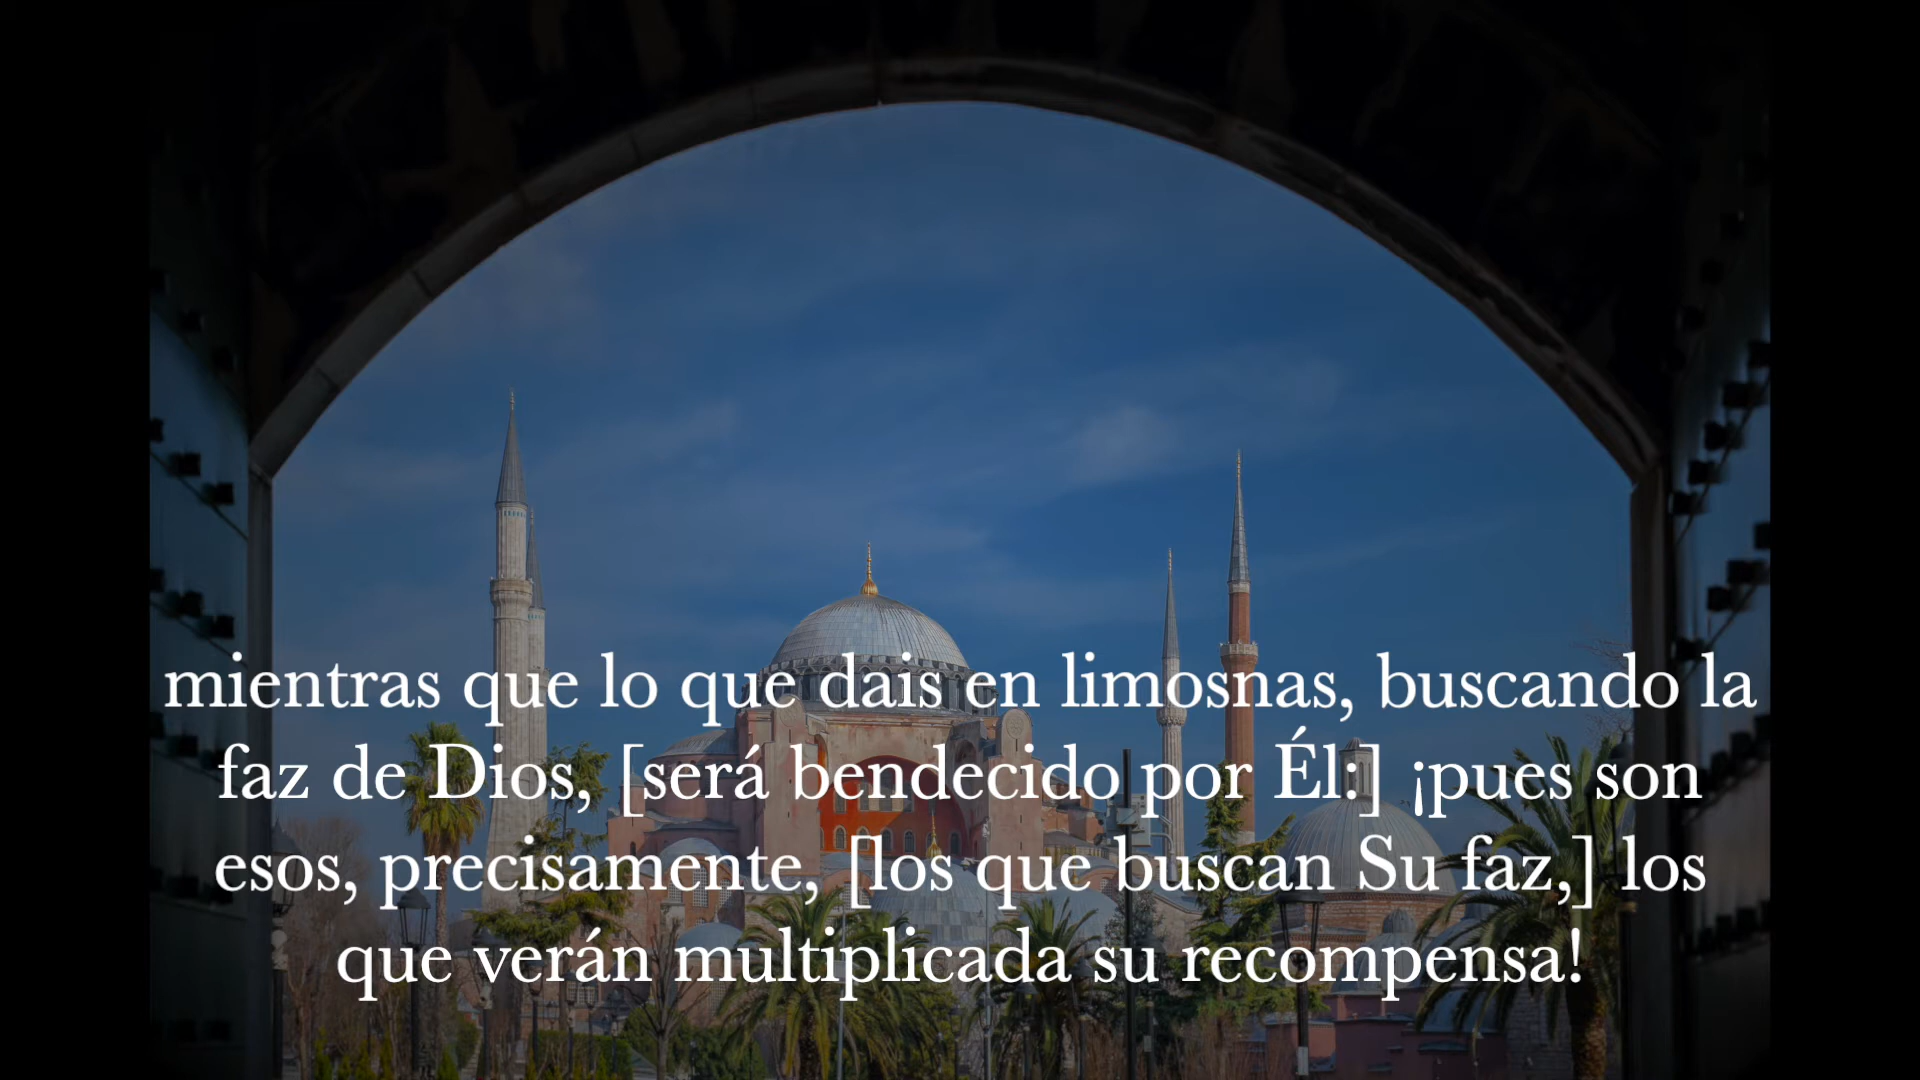 mientras que lo que dais en limosnas, buscando la
faz de Dios, [será bendecido por Él:] ¡pues son
esos, precisamente, [los que buscan Su faz,] los
que verán multiplicada su recompensa!